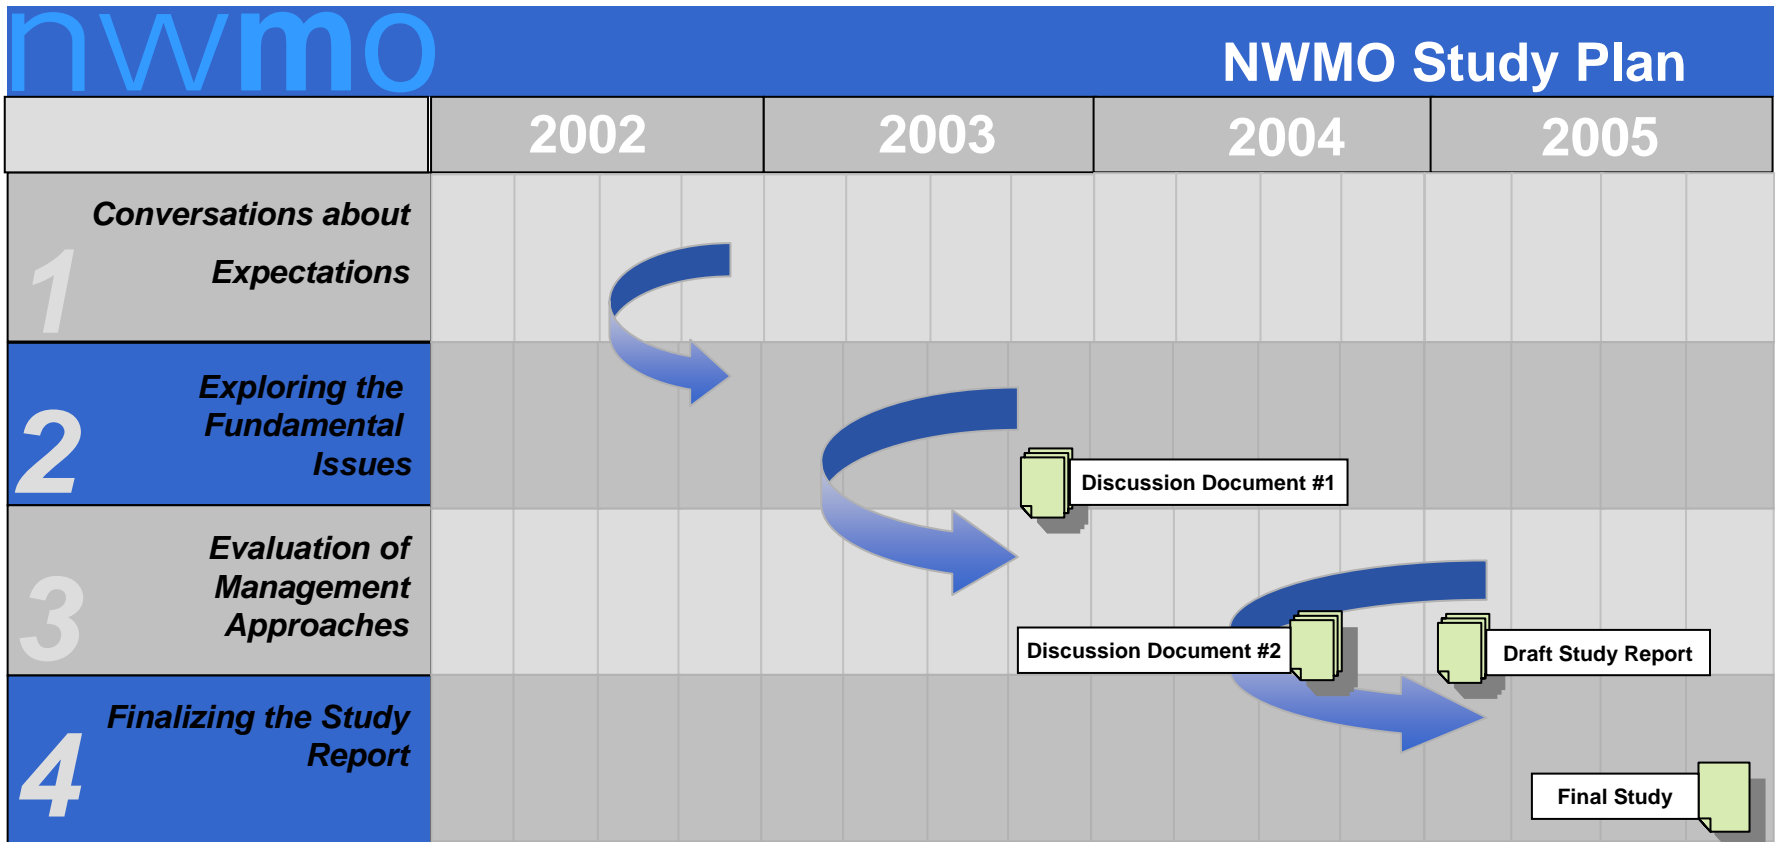 nwmo
NWMO Study Plan
2002
2003
2004
2005
1
Conversations about
Expectations
2
Exploring the
Fundamental
Issues
Discussion Document #1
3
Evaluation of
Management
Approaches
Discussion Document #2
Draft Study Report
4
Finalizing the Study
Report
Final Study